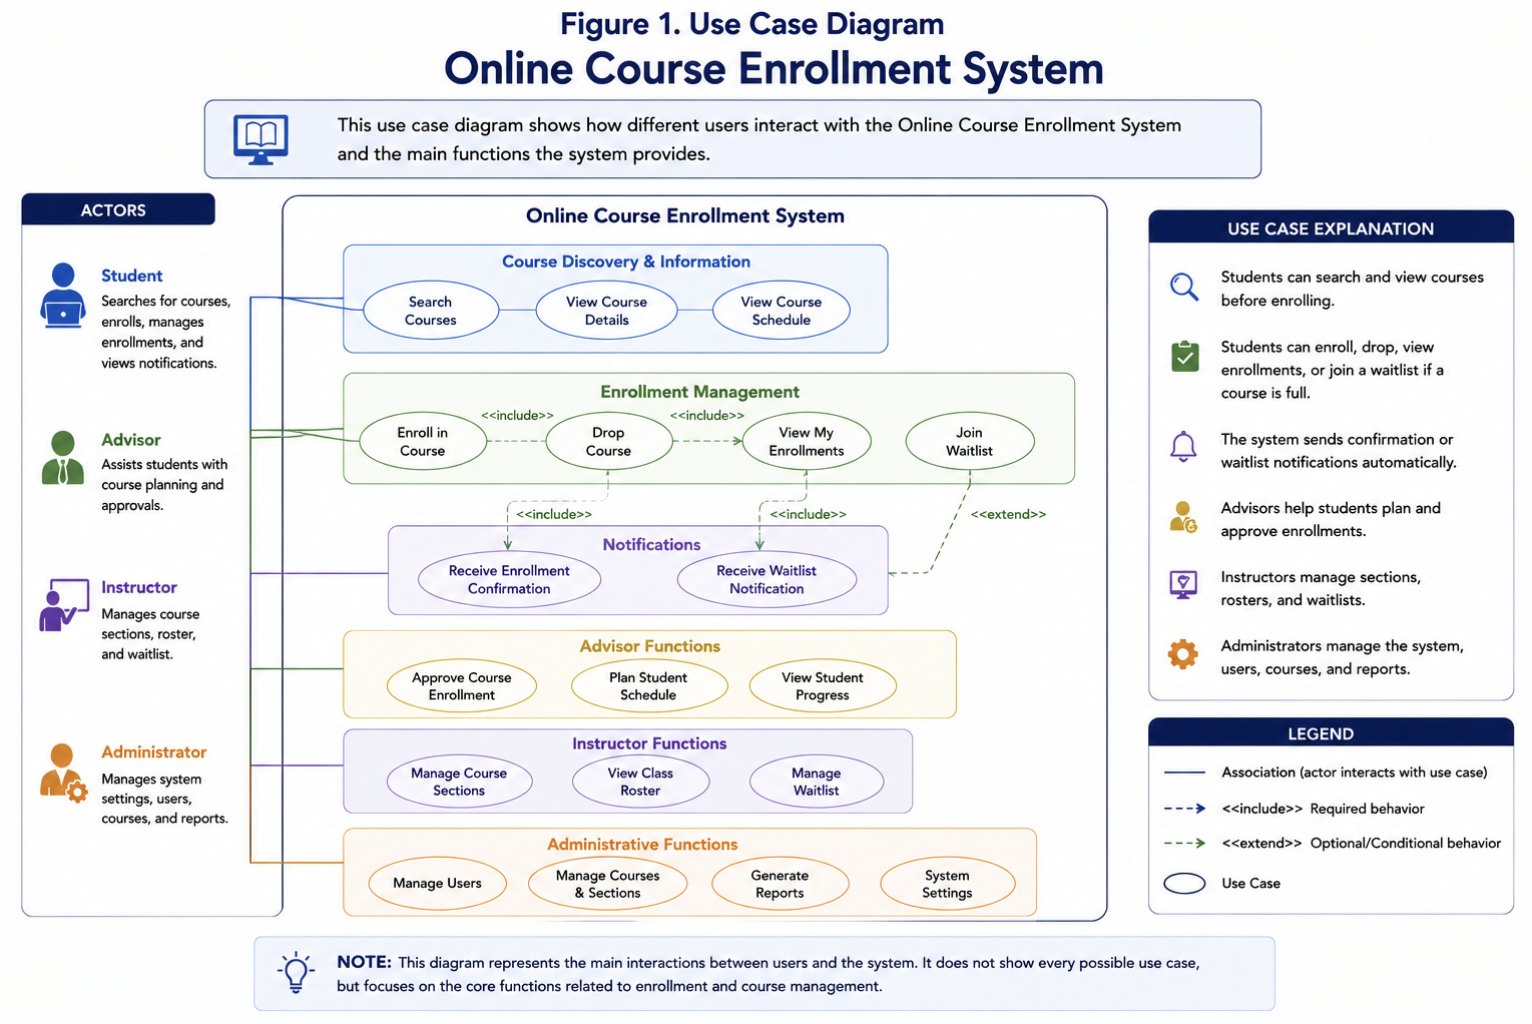 Figure 1. Use Case Diagram
Online Course Enrollment System
This use case diagram shows how different users interact with the Online Course Enrollment System
and the main functions the system provides.
ACTORS
Student
Searches for courses,
enrolls, manages
enrollments, and
views notifications.
Advisor
Assists students with
course planning and
approvals.
Instructor
Manages course
sections, roster,
and waitlist.
Administrator
Manages system
settings, users,
courses, and reports.
Online Course Enrollment System
Course Discovery & Information
Search
Courses
View Course
Details
View Course
Schedule
Enrollment Management
<<include>>
<<include>>
Enroll in
Course
Drop
Course
View My
Enrollments
Join
Waitlist
<<include>>
<<include>>
<<extend>>
Notifications
Receive Enrollment
Confirmation
Receive Waitlist
Notification
Advisor Functions
Approve Course
Enrollment
Plan Student
Schedule
View Student
Progress
Instructor Functions
Manage Course
Sections
View Class
Roster
Manage
Waitlist
Administrative Functions
Manage Users
Manage Courses
& Sections
Generate
Reports
System
Settings
USE CASE EXPLANATION
Students can search and view courses
before enrolling.
Students can enroll, drop, view
enrollments, or join a waitlist if a
course is full.
The system sends confirmation or
waitlist notifications automatically.
Advisors help students plan and
approve enrollments.
Instructors manage sections,
rosters, and waitlists.
Administrators manage the system,
users, courses, and reports.
LEGEND
Association (actor interacts with use case)
<<include>> Required behavior
<<extend>> Optional/Conditional behavior
Use Case
NOTE: This diagram represents the main interactions between users and the system. It does not show every possible use case,
but focuses on the core functions related to enrollment and course management.